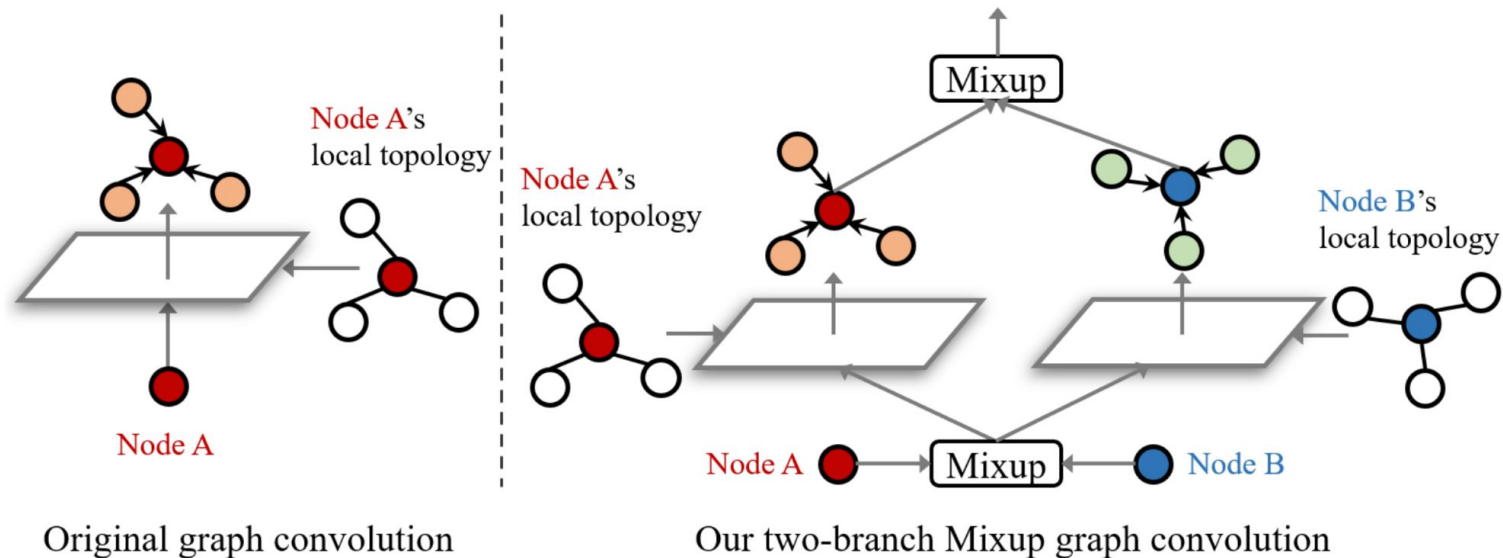 Node A's
local topology
Node A
Original graph convolution
Mixup
Node A's
local topology
Node B's
local topology
Node A
Mixup
Node B
Our two-branch Mixup graph convolution